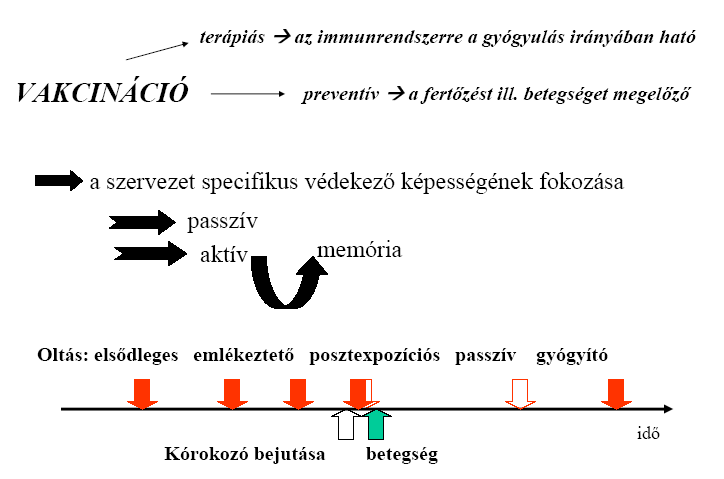 terápiás → az immunrendszerre a gyógyulás irányában ható
VAKCINÁCIÓ
preventív → a fertőzést ill. betegséget megelőző
a szervezet specifikus védekező képességének fokozása
passzív
aktív
memória
Oltás: elsődleges emlékeztető posztexpozíciós passzív gyógyító
idő
Kórokozó bejutása betegség